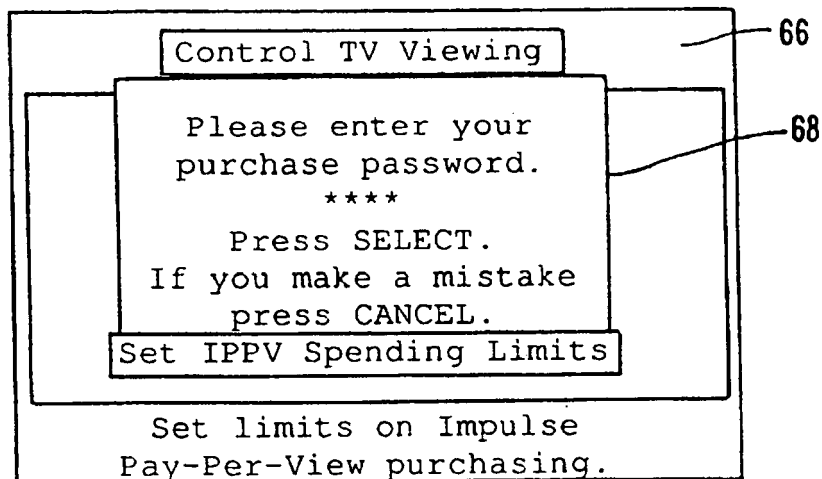 Control TV Viewing
66
Please enter your
68
purchase password.
****
Press SELECT.
If you make a mistake
press CANCEL.
Set IPPV Spending Limits
Set limits on Impulse
Pay-Per-View purchasing.